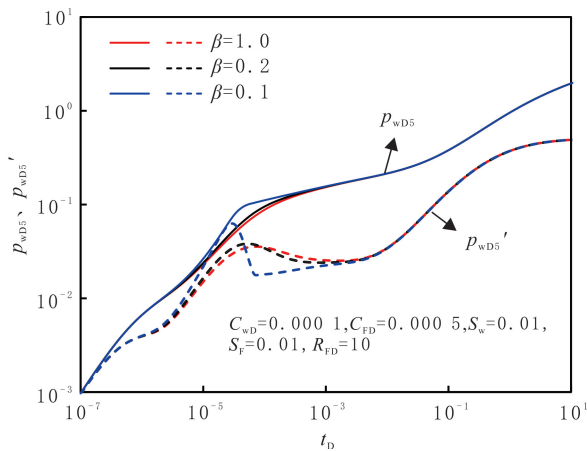 β=1.0
β=0.2
β=0.1
p_wD5
p_wD5′
C_wD=0.000 1,C_FD=0.000 5,S_w=0.01,
S_F=0.01, R_FD=10
p_wD5、p_wD5′
10^1
10^0
10^-1
10^-2
10^-3
10^-7 10^-5 10^-3 10^-1 10^1
t_D